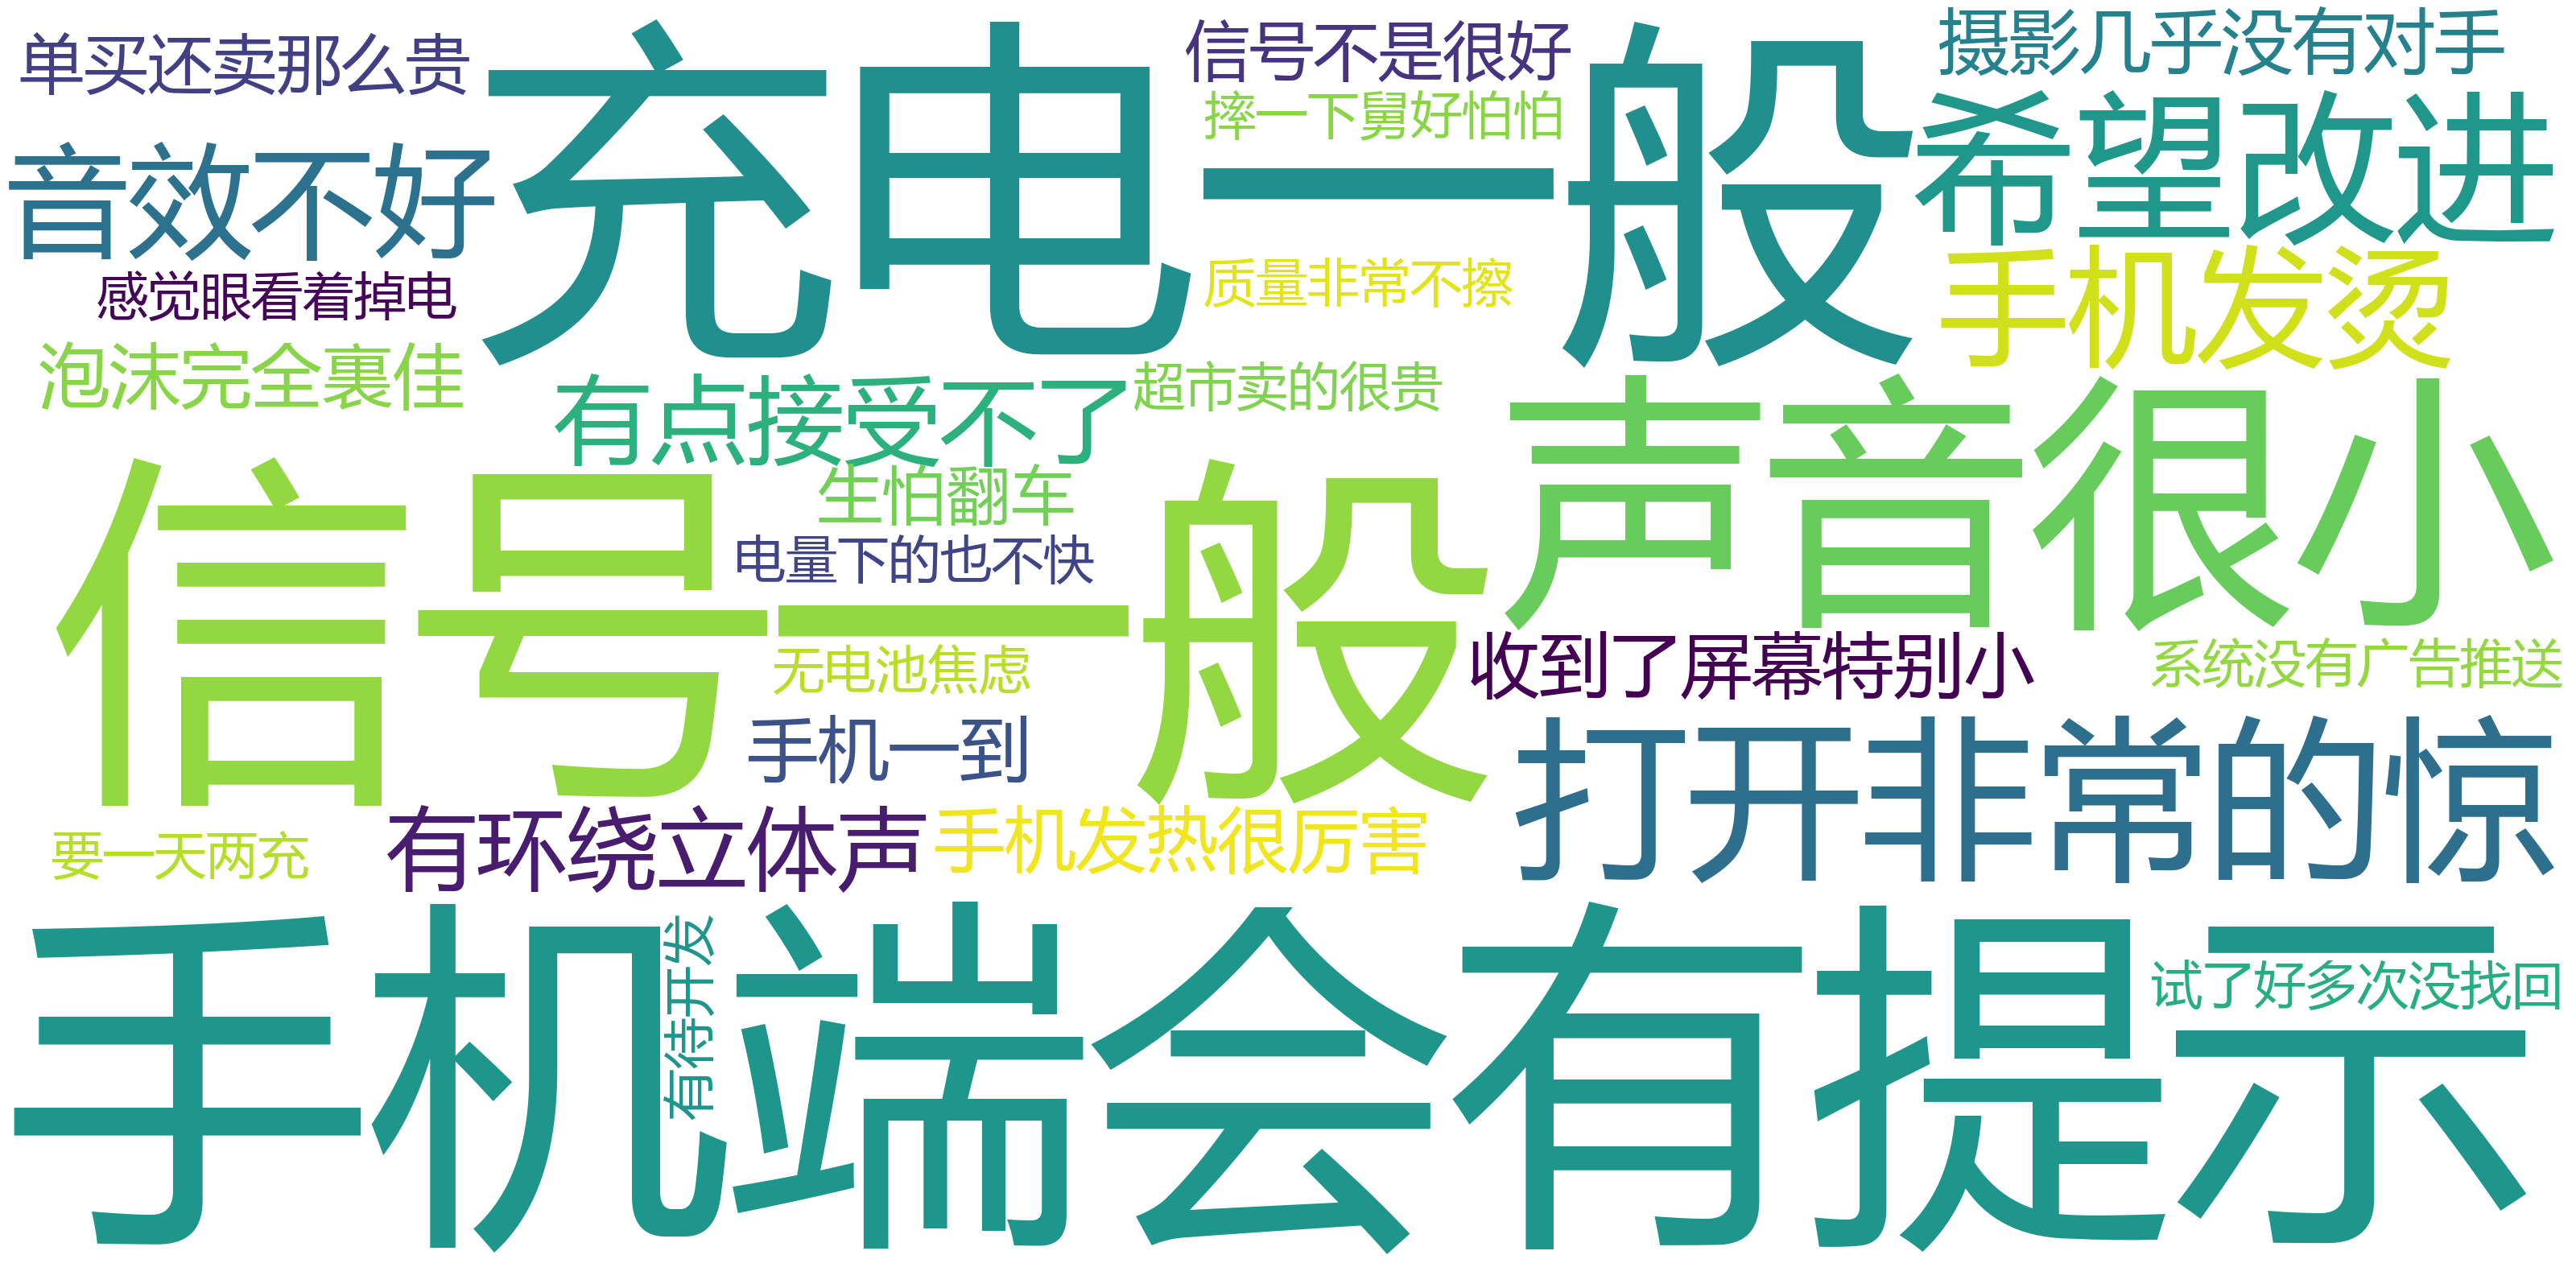 单买还卖那么贵
充电一般
信号不是很好
摄影几乎没有对手
摔一下舅好怕怕
希望改进
音效不好
手机发烫
质量非常不擦
感觉眼看着掉电
泡沫完全裹佳
有点接受不了
超市卖的很贵
声音很小
信号一般
生怕翻车
电量下的也不快
无电池焦虑
收到了屏幕特别小
系统没有广告推送
手机一到
打开非常的惊
要一天两充
有环绕立体声
手机发热很厉害
手机端会有提示
有待开发
试了好多次没找回